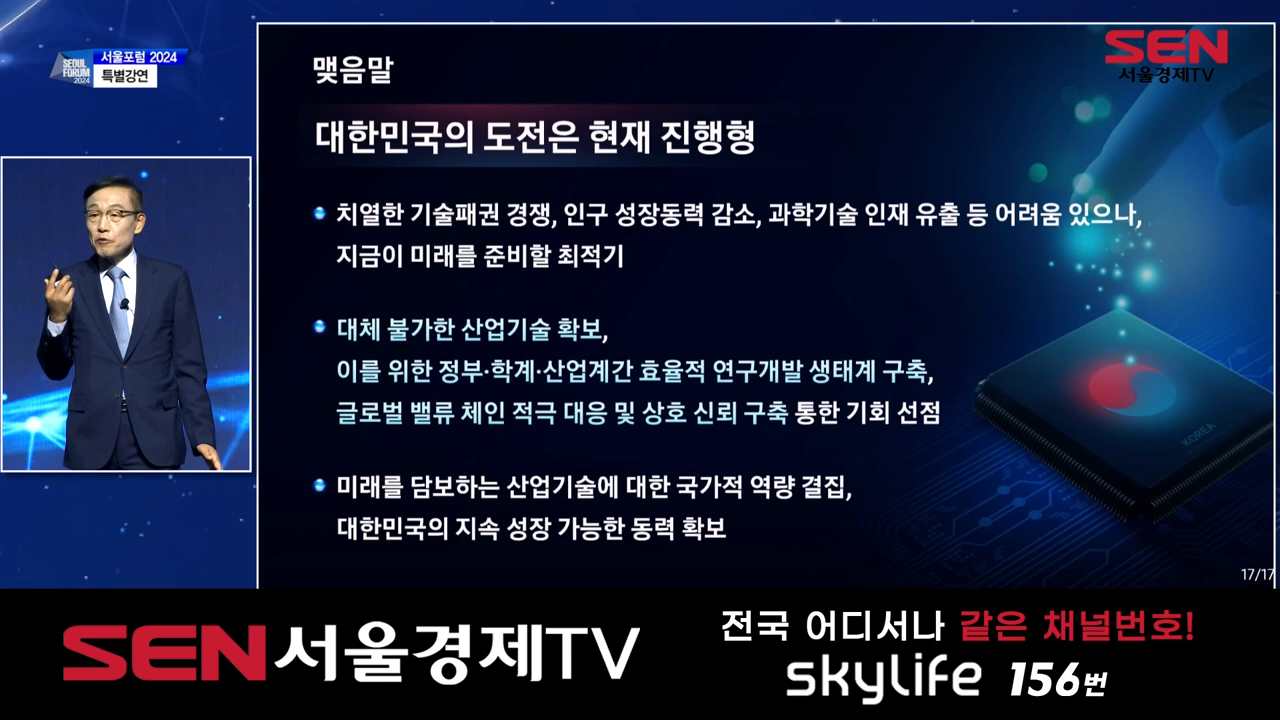 SEOUL
FORUM
2024
서울포럼 2024
특별강연
SEN
서울경제TV
맺음말
대한민국의 도전은 현재 진행형
치열한 기술패권 경쟁, 인구 성장동력 감소, 과학기술 인재 유출 등 어려움 있으나,
지금이 미래를 준비할 최적기
대체 불가한 산업기술 확보,
이를 위한 정부·학계·산업계간 효율적 연구개발 생태계 구축,
글로벌 밸류 체인 적극 대응 및 상호 신뢰 구축 통한 기회 선점
미래를 담보하는 산업기술에 대한 국가적 역량 결집,
대한민국의 지속 성장 가능한 동력 확보
KOREA
17/17
SEN서울경제TV
전국 어디서나 같은 채널번호!
skylife 156번